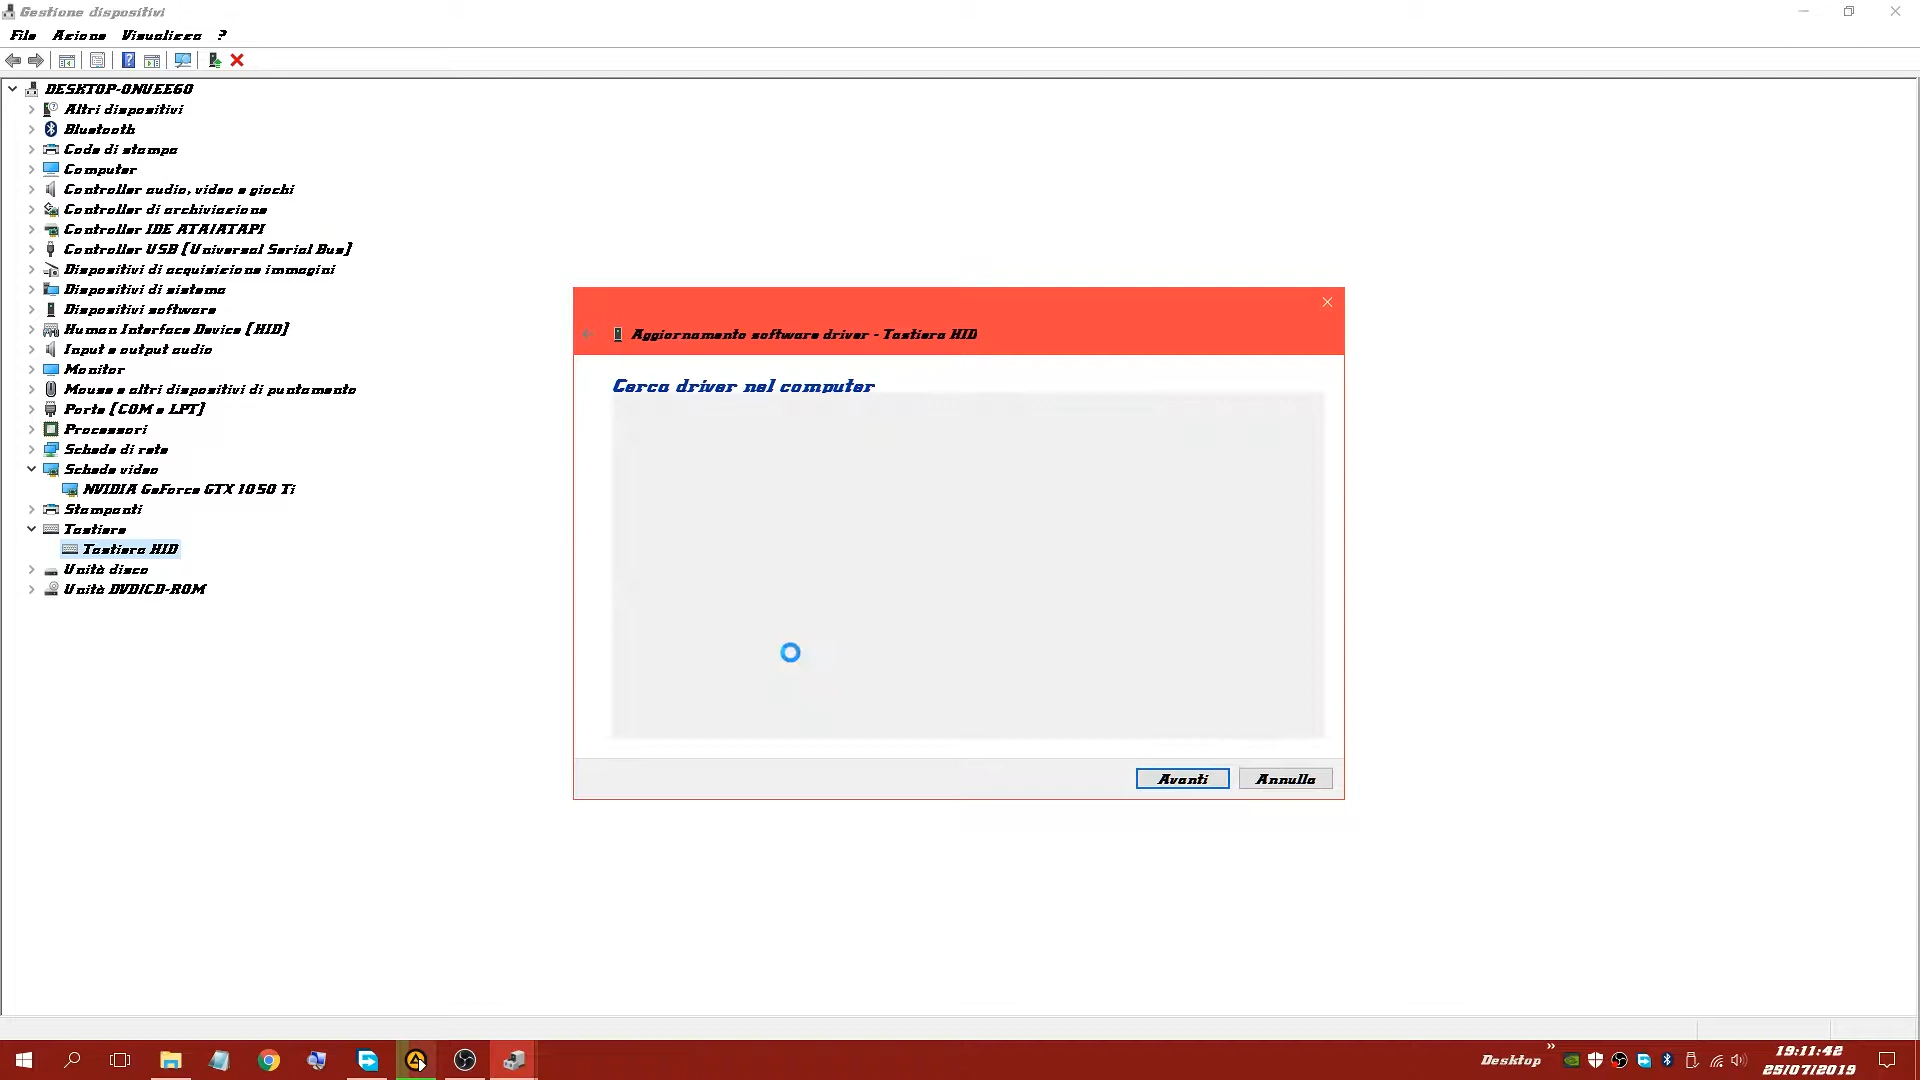 Gestione dispositivi
File Azione Visualizza ?
DESKTOP-0NUEE60
Altri dispositivi
Bluetooth
Code di stampa
Computer
Controller audio, video e giochi
Controller di archiviazione
Controller IDE ATA/ATAPI
Controller USB (Universal Serial Bus)
Dispositivi di acquisizione immagini
Dispositivi di sistema
Dispositivi software
Human Interface Device (HID)
Input e output audio
Monitor
Mouse e altri dispositivi di puntamento
Porte (COM e LPT)
Processori
Schede di rete
Schede video
NVIDIA GeForce GTX 1050 Ti
Stampanti
Tastiere
Tastiera HID
Unità disco
Unità DVD/CD-ROM
Aggiornamento software driver - Tastiera HID
Cerca driver nel computer
Avanti Annulla
Desktop
19:11:42
25/07/2019